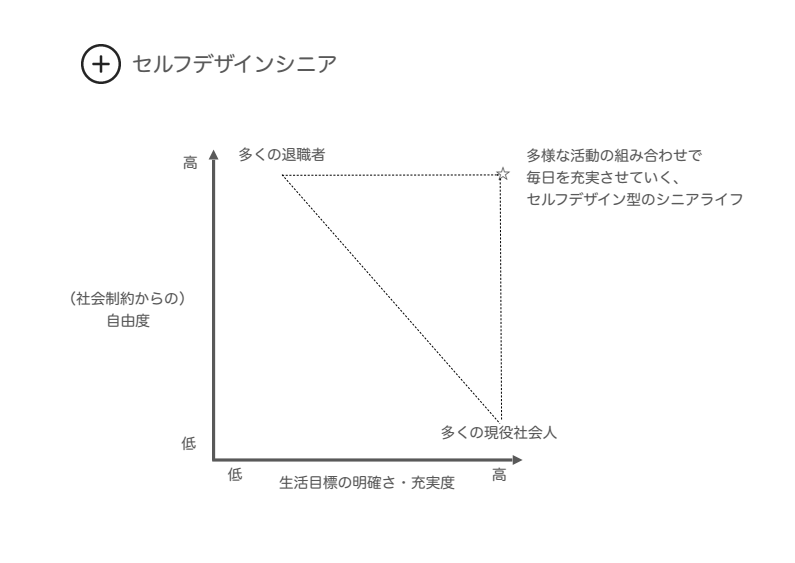 セルフデザインシニア
高
多くの退職者
多様な活動の組み合わせで
毎日を充実させていく、
セルフデザイン型のシニアライフ
（社会制約からの）
自由度
多くの現役社会人
低
低
生活目標の明確さ・充実度
高